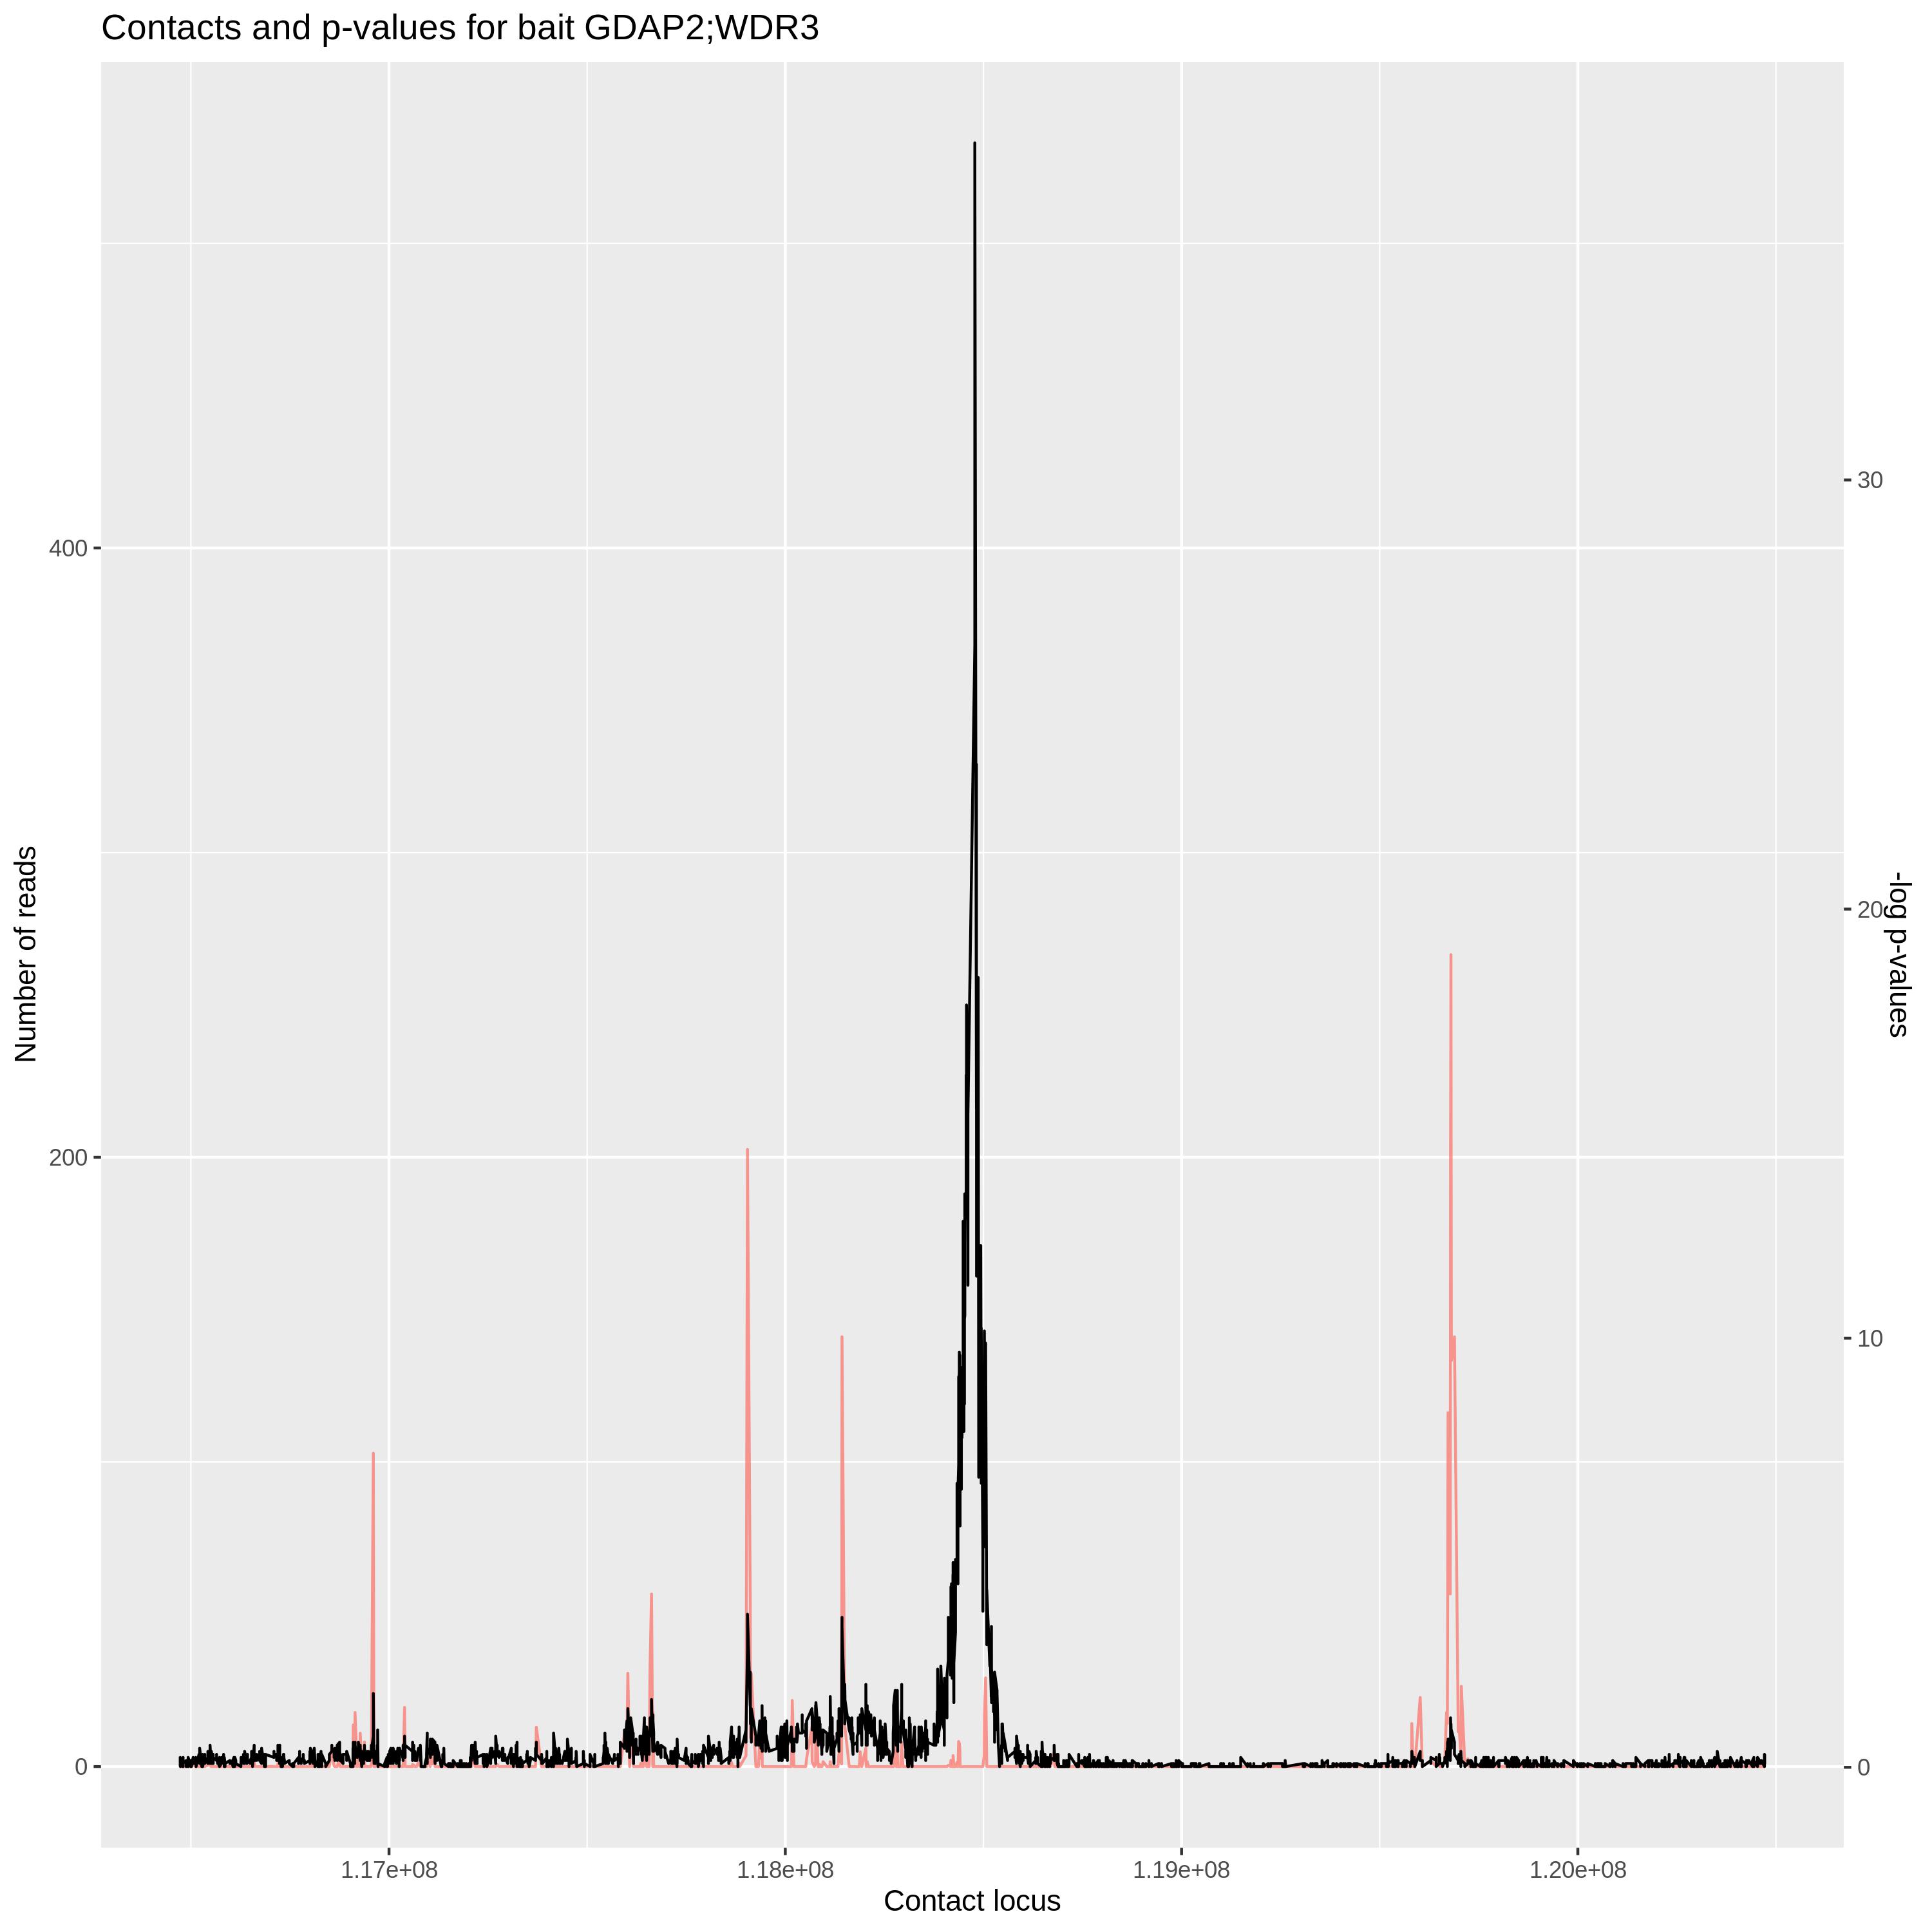 Contacts and p-values for bait GDAP2;WDR3
Number of reads
400
200
0
30
20
10
0
-log p-values
1.17e+08
1.18e+08
1.19e+08
1.20e+08
Contact locus